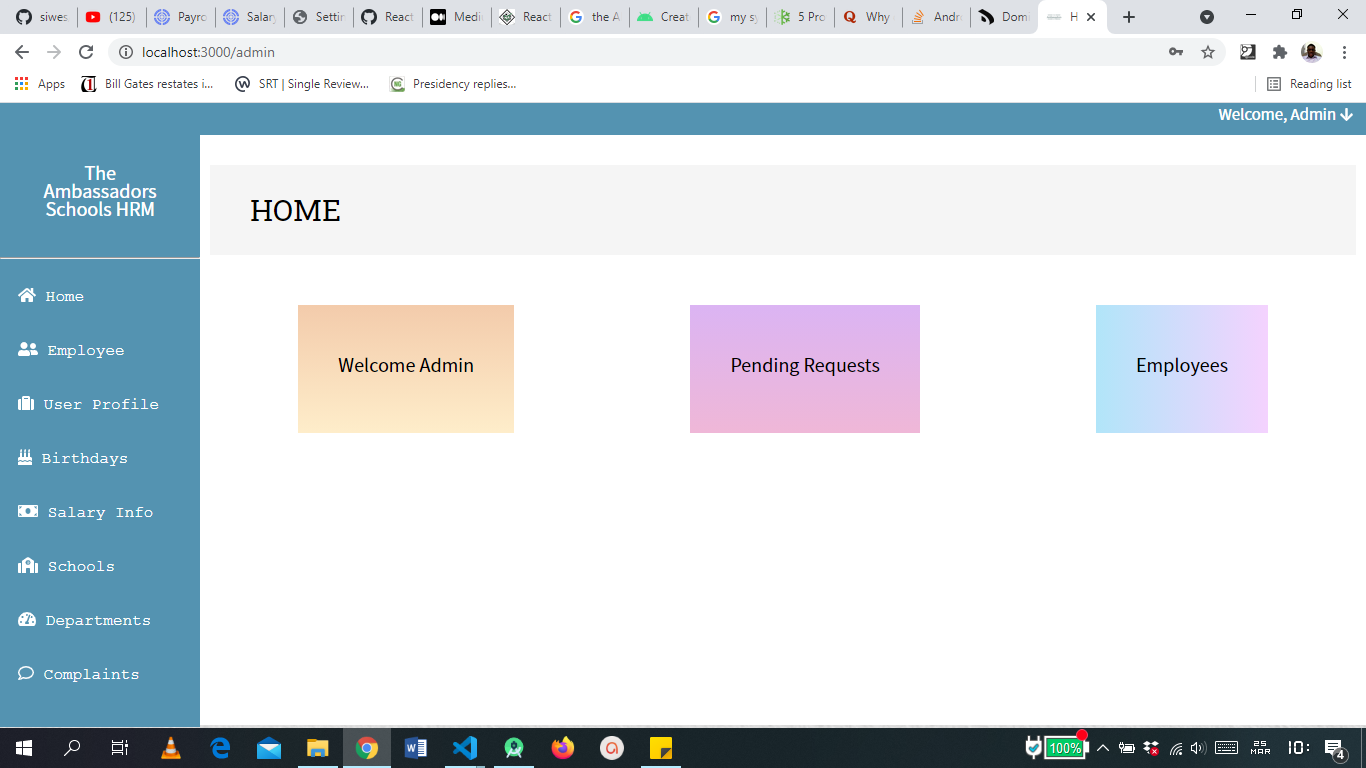 siwes
(125)
Payro
Salary
Settin
React
Medi
React
the A
Creat
my sy
5 Pro
Why
Andr
Dom
H
localhost:3000/admin
Apps
Bill Gates restates i...
SRT | Single Review...
Presidency replies...
Reading list
Welcome, Admin
The
Ambassadors
Schools HRM
HOME
Home
Employee
User Profile
Birthdays
Salary Info
Schools
Departments
Complaints
Welcome Admin
Pending Requests
Employees
100%
25
MAR
10:
4